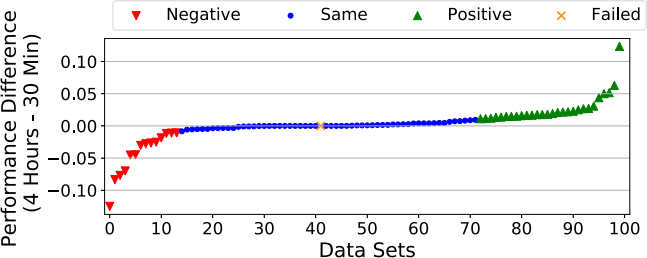 Negative Same Positive Failed
Performance Difference
(4 Hours - 30 Min)
0.10
0.05
0.00
−0.05
−0.10
0 10 20 30 40 50 60 70 80 90 100
Data Sets